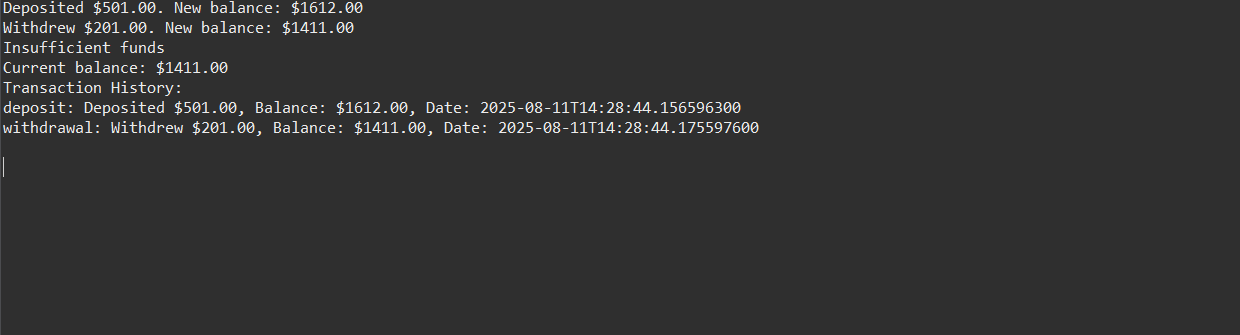 Deposited $501.00. New balance: $1612.00
Withdrew $201.00. New balance: $1411.00
Insufficient funds
Current balance: $1411.00
Transaction History:
deposit: Deposited $501.00, Balance: $1612.00, Date: 2025-08-11T14:28:44.156596300
withdrawal: Withdrew $201.00, Balance: $1411.00, Date: 2025-08-11T14:28:44.175597600